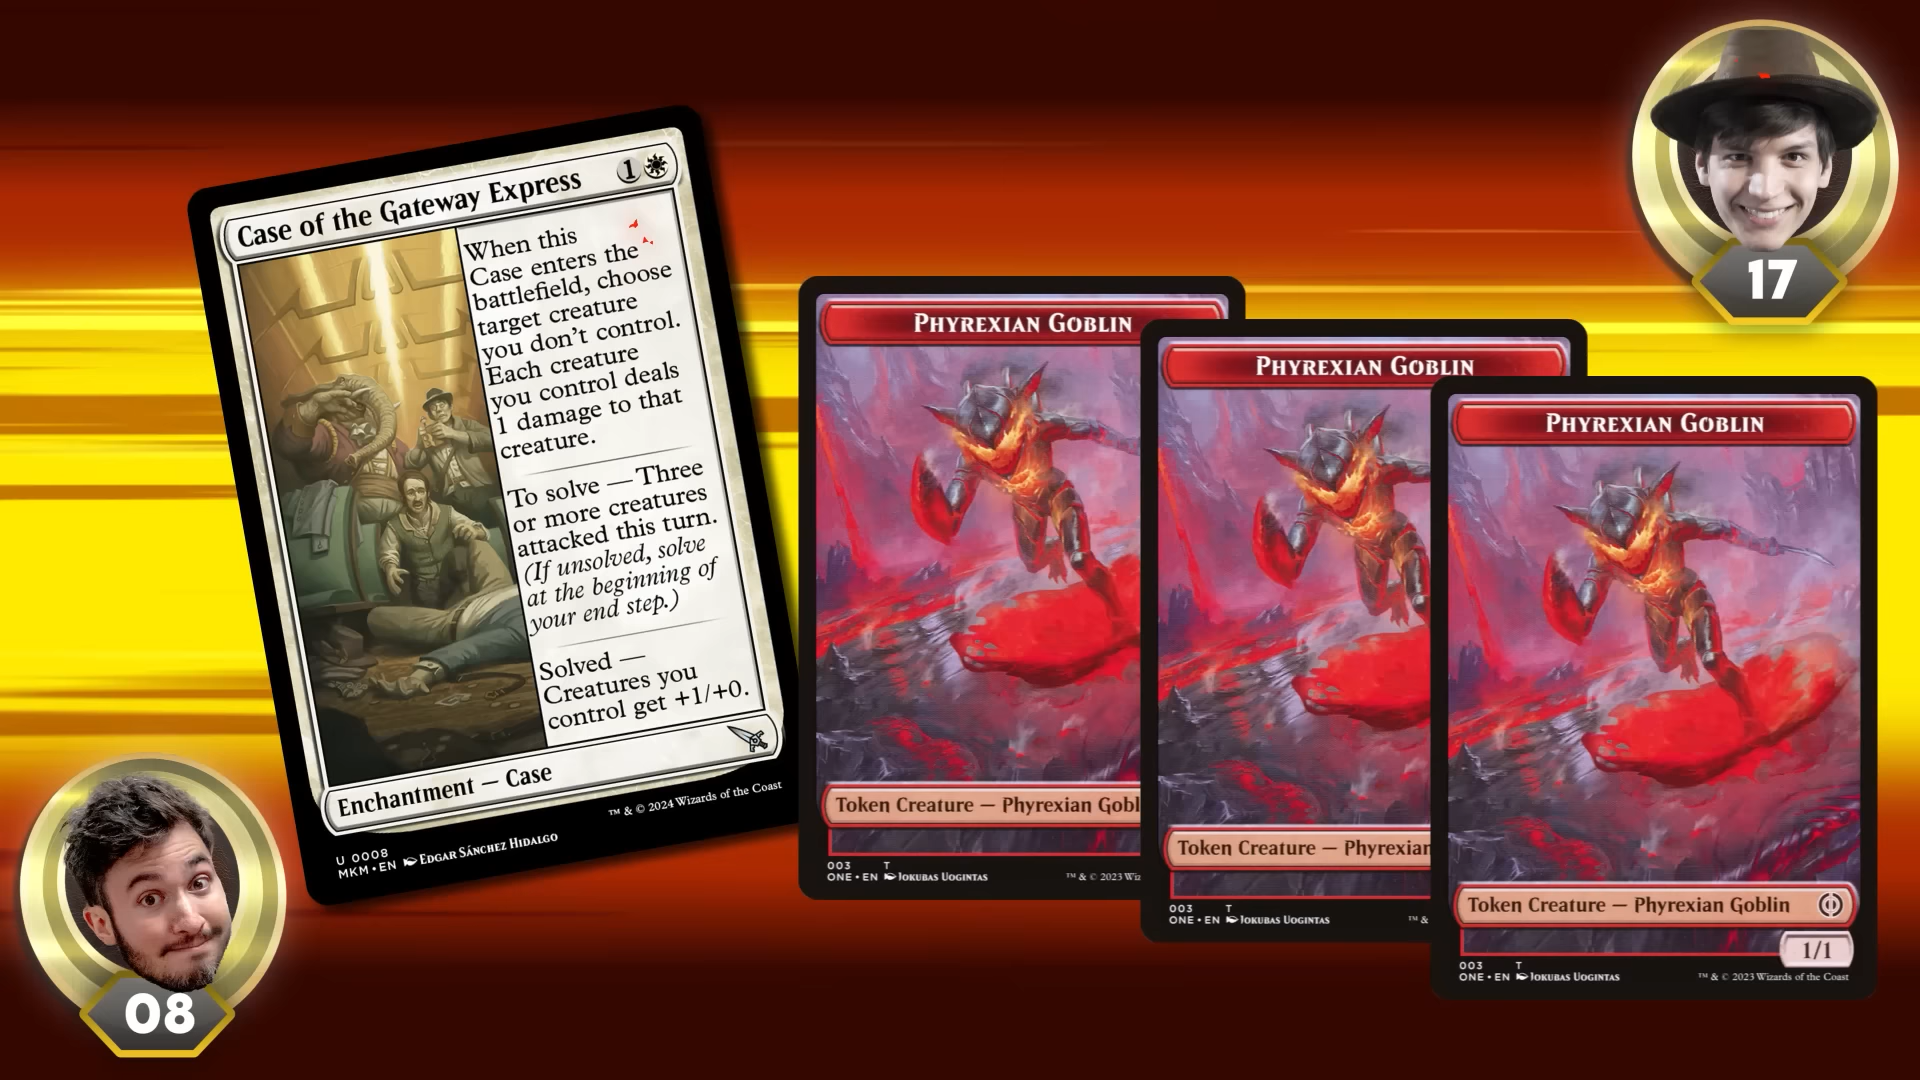 Case of the Gateway Express 1
When this
Case enters the
battlefield, choose
target creature
you don't control.
Each creature
you control deals
1 damage to that
creature.
To solve — Three
or more creatures
attacked this turn.
(If unsolved, solve
at the beginning of
your end step.)
Solved —
Creatures you
control get +1/+0.
Enchantment — Case
U 0008
MKM • EN EDGAR SÁNCHEZ HIDALGO
™ & © 2024 Wizards of the Coast
PHYREXIAN GOBLIN
Token Creature — Phyrexian Gobl
003 T
ONE • EN JOKUBAS UOGINTAS
™ & © 2023 Wiz
PHYREXIAN GOBLIN
Token Creature — Phyrexian
003 T
ONE • EN JOKUBAS UOGINTAS
™ &
PHYREXIAN GOBLIN
Token Creature — Phyrexian Goblin
1/1
003 T
ONE • EN JOKUBAS UOGINTAS
™ & © 2023 Wizards of the Coast
17
08